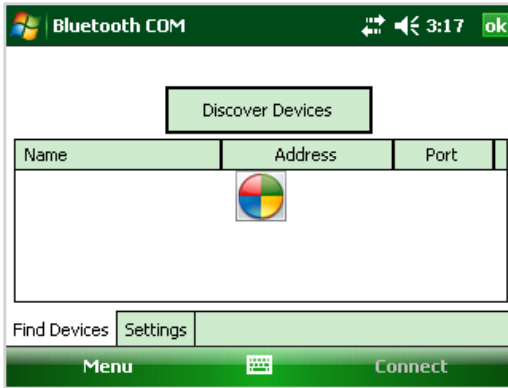 Bluetooth COM 3:17 ok
Discover Devices
Name Address Port
Find Devices Settings
Menu Connect